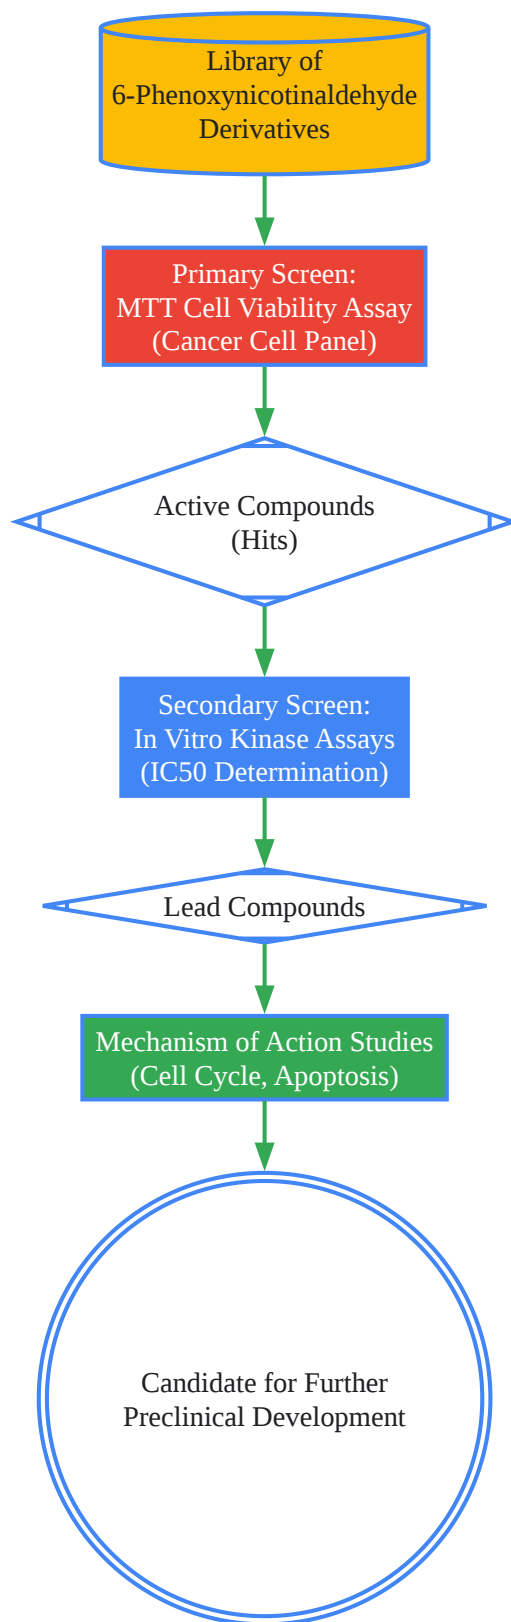 Library of
6-Phenoxynicotinaldehyde
Derivatives
Primary Screen:
MTT Cell Viability Assay
(Cancer Cell Panel)
Active Compounds
(Hits)
Secondary Screen:
In Vitro Kinase Assays
(IC50 Determination)
Lead Compounds
Mechanism of Action Studies
(Cell Cycle, Apoptosis)
Candidate for Further
Preclinical Development